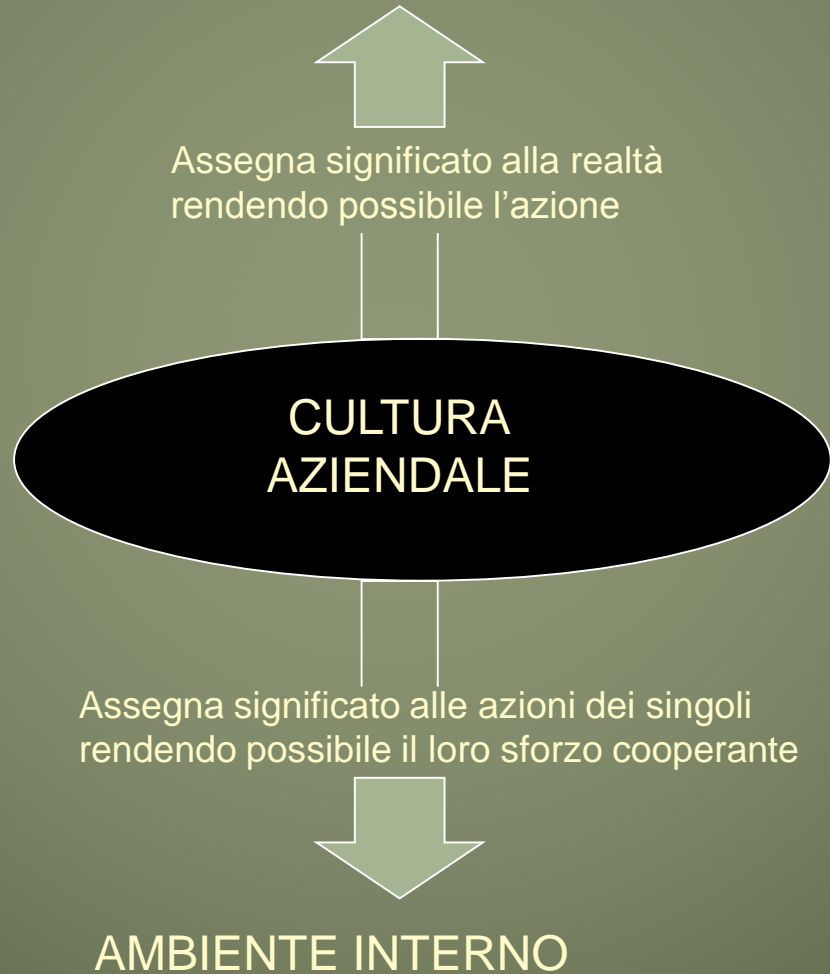 Assegna significato alla realtà
rendendo possibile l’azione
CULTURA
AZIENDALE
Assegna significato alle azioni dei singoli
rendendo possibile il loro sforzo cooperante
AMBIENTE INTERNO